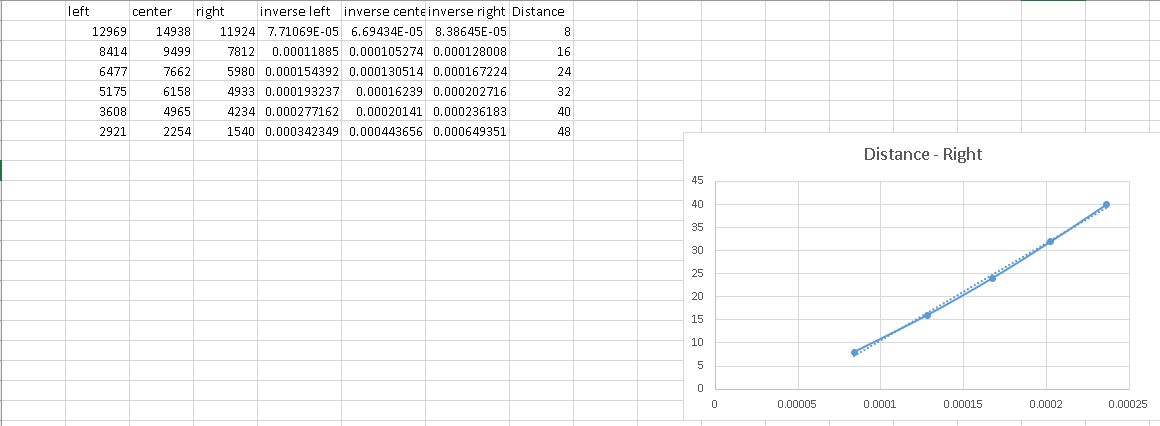 left center right inverse left inverse cente inverse right Distance
12969 14938 11924 7.71069E-05 6.69434E-05 8.38645E-05 8
8414 9499 7812 0.00011885 0.000105274 0.000128008 16
6477 7662 5980 0.000154392 0.000130514 0.000167224 24
5175 6158 4933 0.000193237 0.00016239 0.000202716 32
3608 4965 4234 0.000277162 0.00020141 0.000236183 40
2921 2254 1540 0.000342349 0.000443656 0.000649351 48
Distance - Right
45
40
35
30
25
20
15
10
5
0
0 0.00005 0.0001 0.00015 0.0002 0.00025